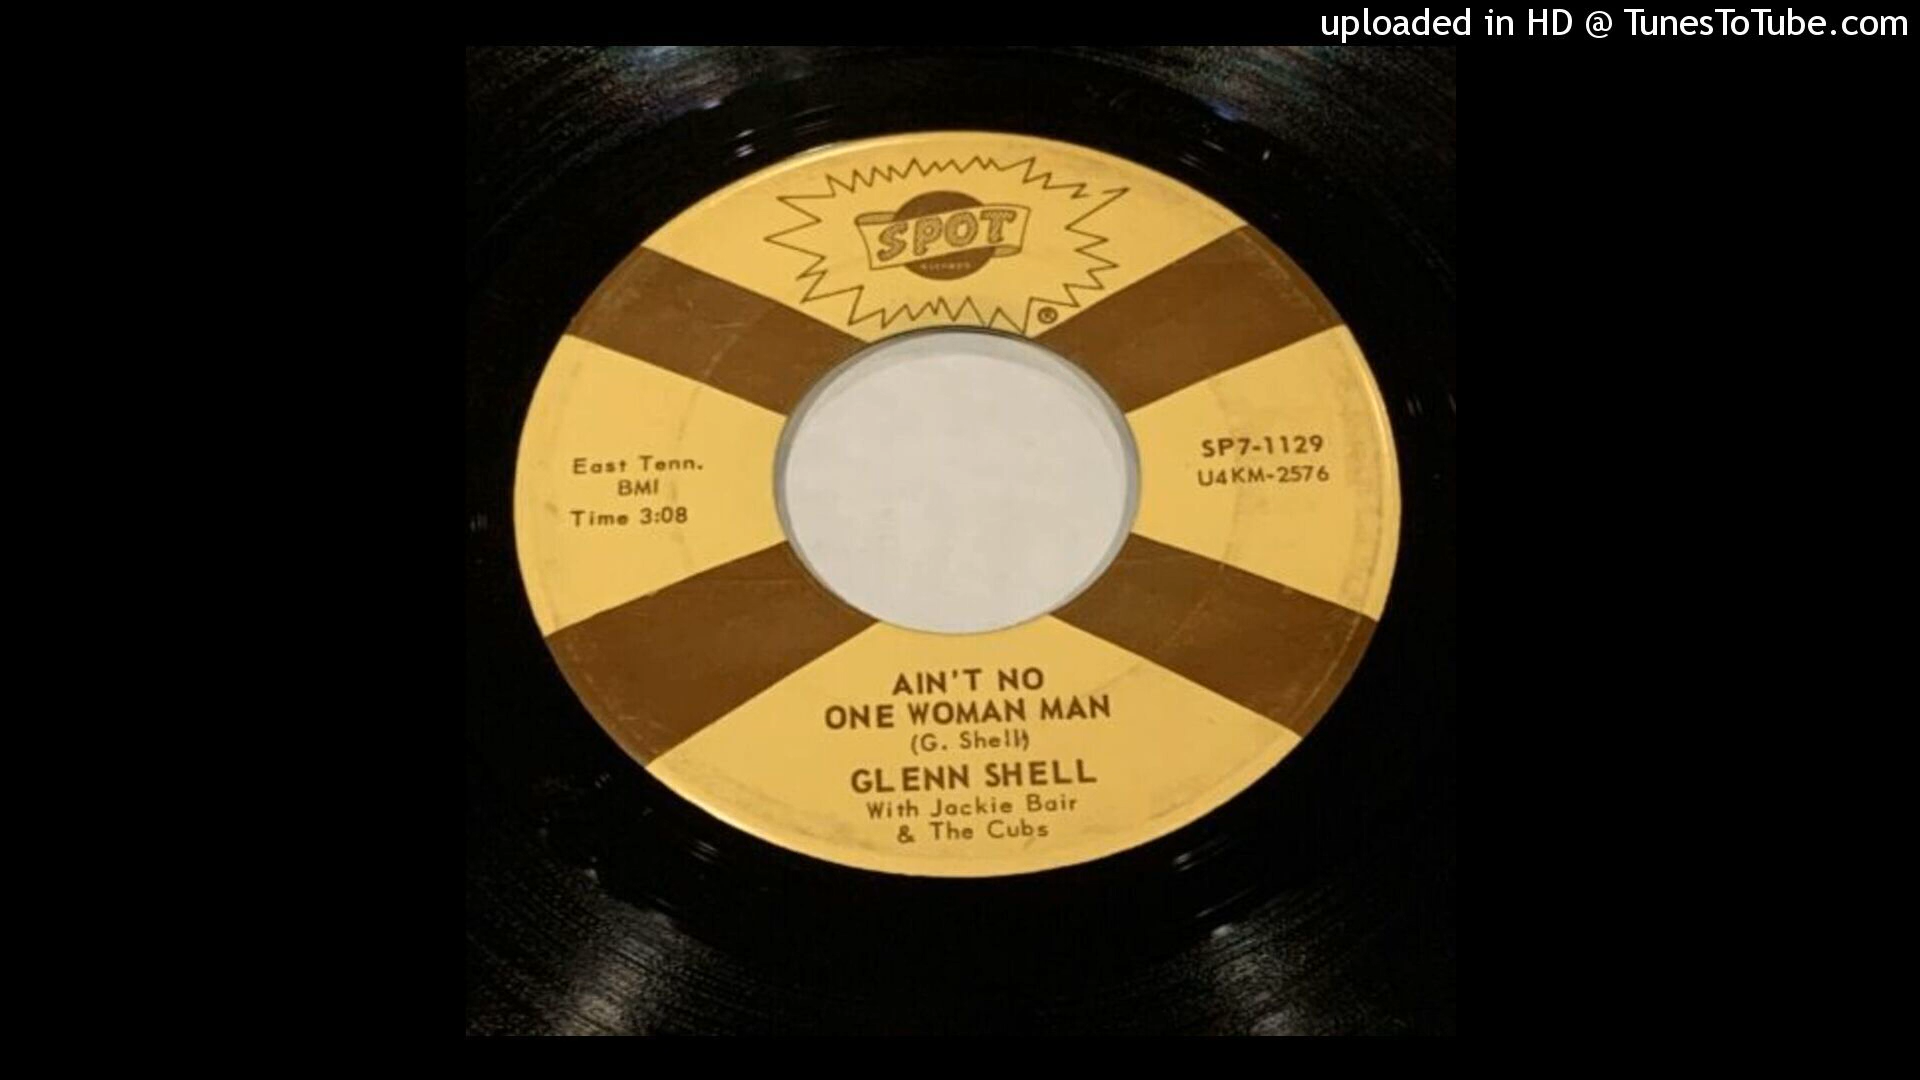 uploaded in HD @ TunesToTube.com
SPOT
RECORDS
®
East Tenn.
BMI
Time 3:08
SP7-1129
U4KM-2576
AIN'T NO
ONE WOMAN MAN
(G. Shell)
GLENN SHELL
With Jackie Bair
& The Cubs